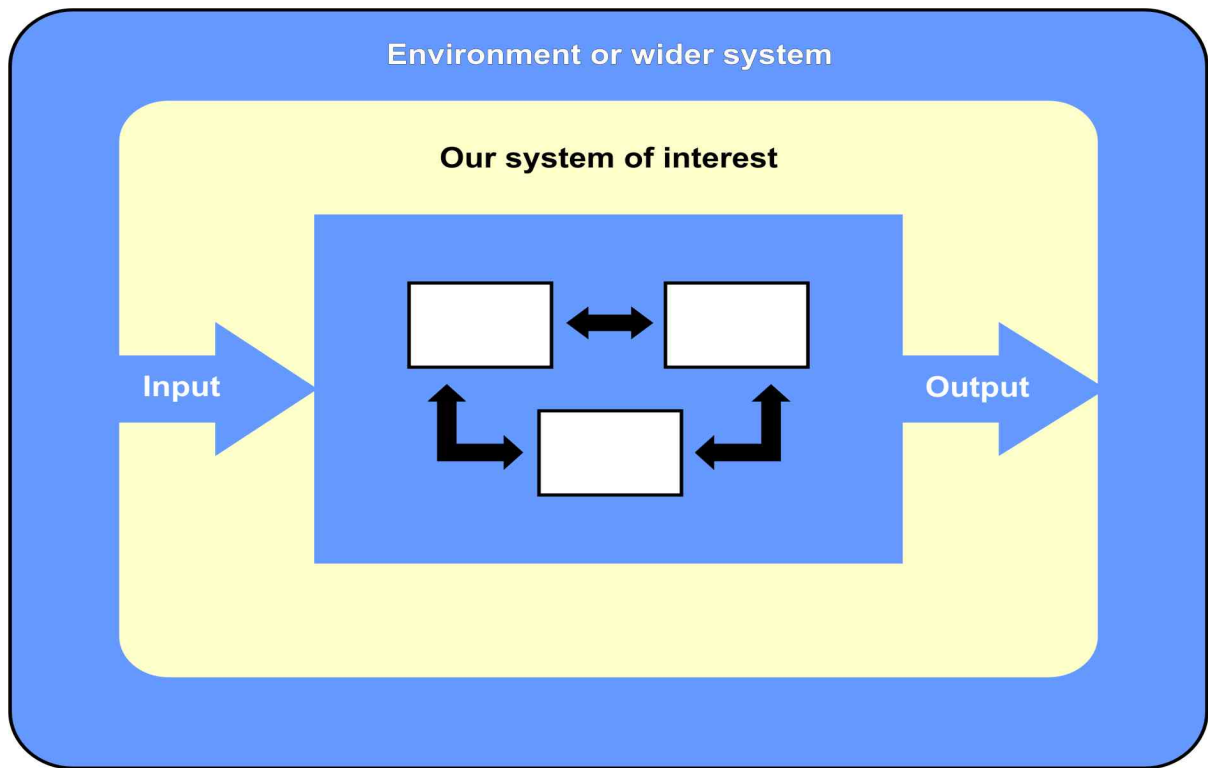 Environment or wider system
Our system of interest
Input
Output